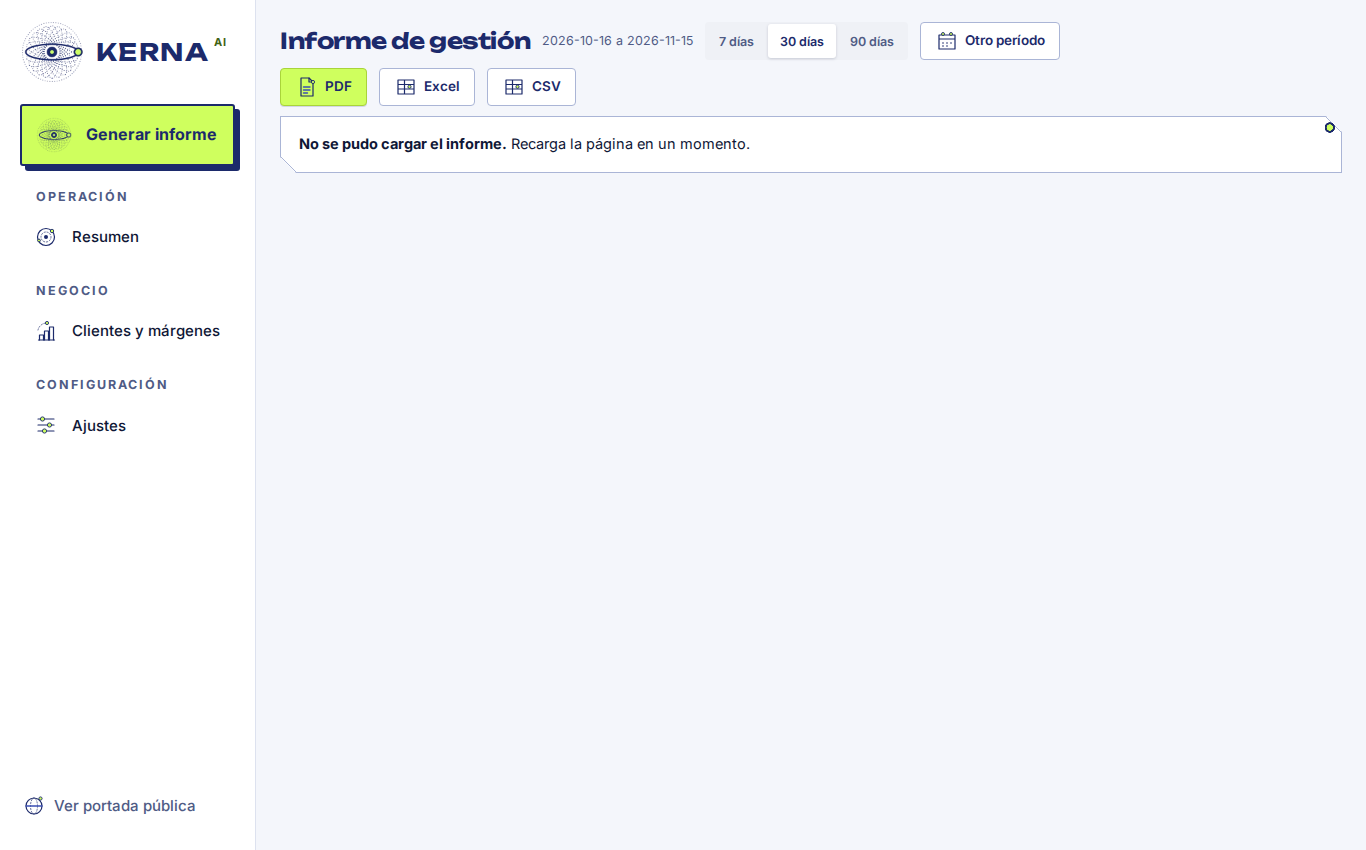 KERNA AI
Generar informe
OPERACIÓN
Resumen
NEGOCIO
Clientes y márgenes
CONFIGURACIÓN
Ajustes
Ver portada pública
Informe de gestión 2026-10-16 a 2026-11-15 7 días 30 días 90 días Otro período
PDF Excel CSV
No se pudo cargar el informe. Recarga la página en un momento.